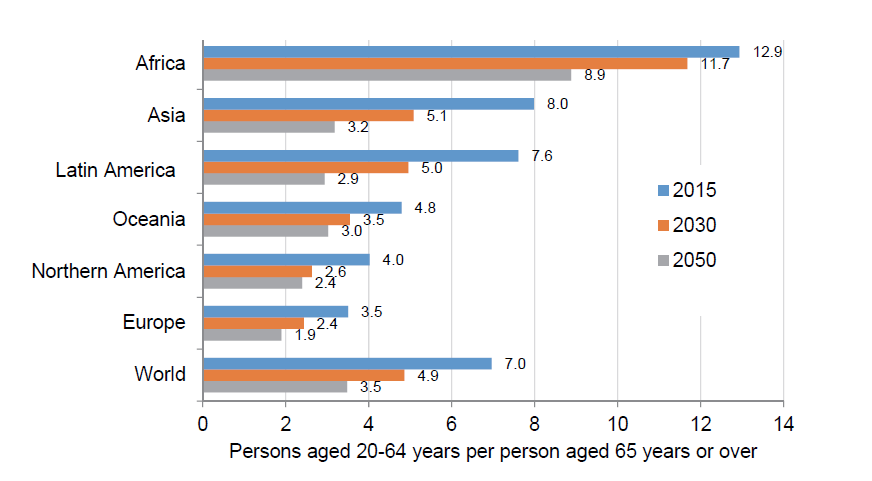 Africa
12.9
11.7
8.9
Asia
8.0
5.1
3.2
Latin America
7.6
5.0
2.9
Oceania
4.8
3.5
3.0
Northern America
4.0
2.6
2.4
Europe
3.5
2.4
1.9
World
7.0
4.9
3.5
2015
2030
2050
0 2 4 6 8 10 12 14
Persons aged 20-64 years per person aged 65 years or over